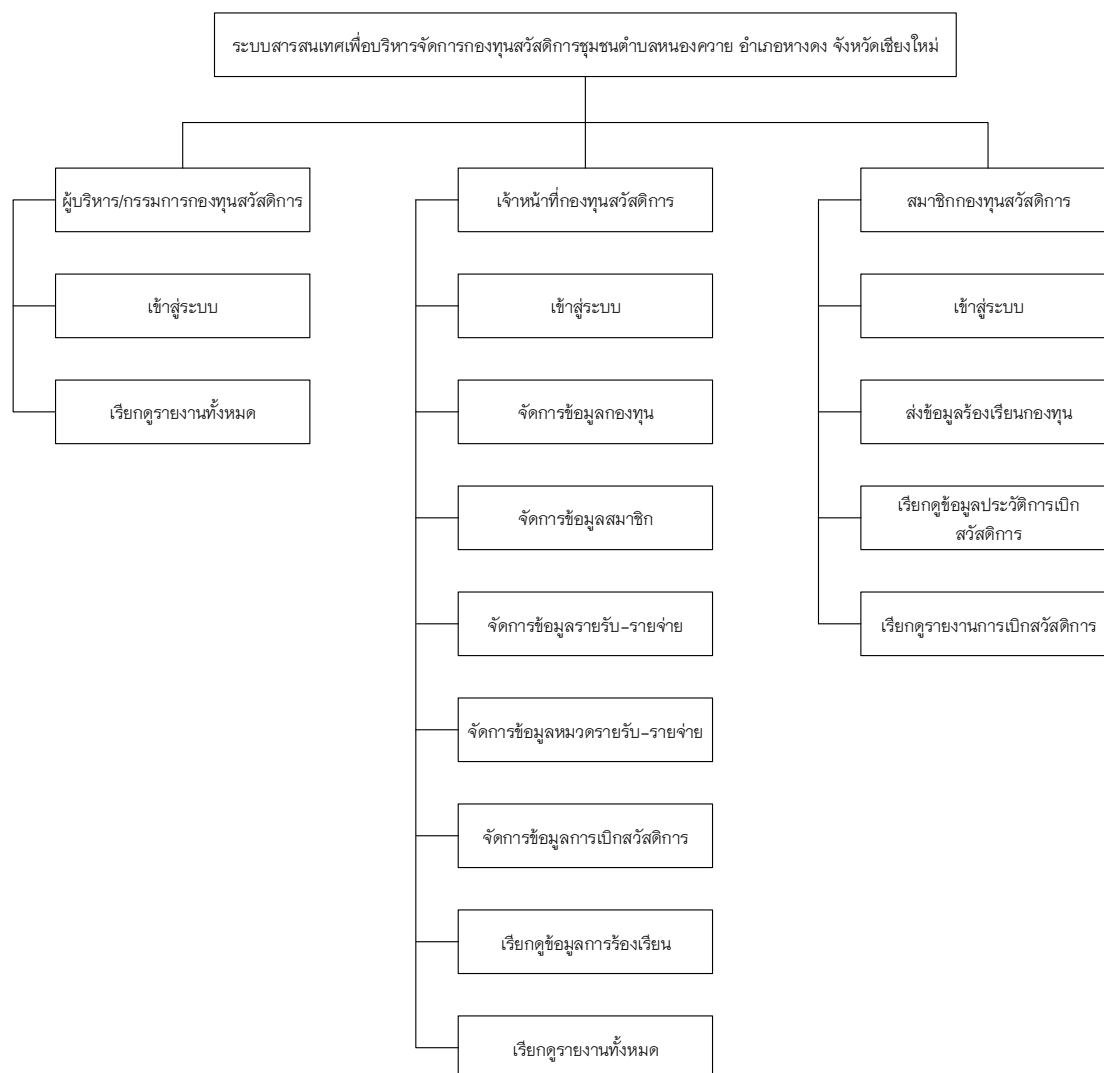 ระบบสารสนเทศเพื่อบริหารจัดการกองทุนสวัสดิการชุมชนตำบลหนองควาย อำเภอหางดง จังหวัดเชียงใหม่
ผู้บริหาร/กรรมการกองทุนสวัสดิการ
เข้าสู่ระบบ
เรียกดูรายงานทั้งหมด
เจ้าหน้าที่กองทุนสวัสดิการ
เข้าสู่ระบบ
จัดการข้อมูลกองทุน
จัดการข้อมูลสมาชิก
จัดการข้อมูลรายรับ-รายจ่าย
จัดการข้อมูลหมวดรายรับ-รายจ่าย
จัดการข้อมูลการเบิกสวัสดิการ
เรียกดูข้อมูลการร้องเรียน
เรียกดูรายงานทั้งหมด
สมาชิกกองทุนสวัสดิการ
เข้าสู่ระบบ
ส่งข้อมูลร้องเรียนกองทุน
เรียกดูข้อมูลประวัติการเบิก
สวัสดิการ
เรียกดูรายงานการเบิกสวัสดิการ